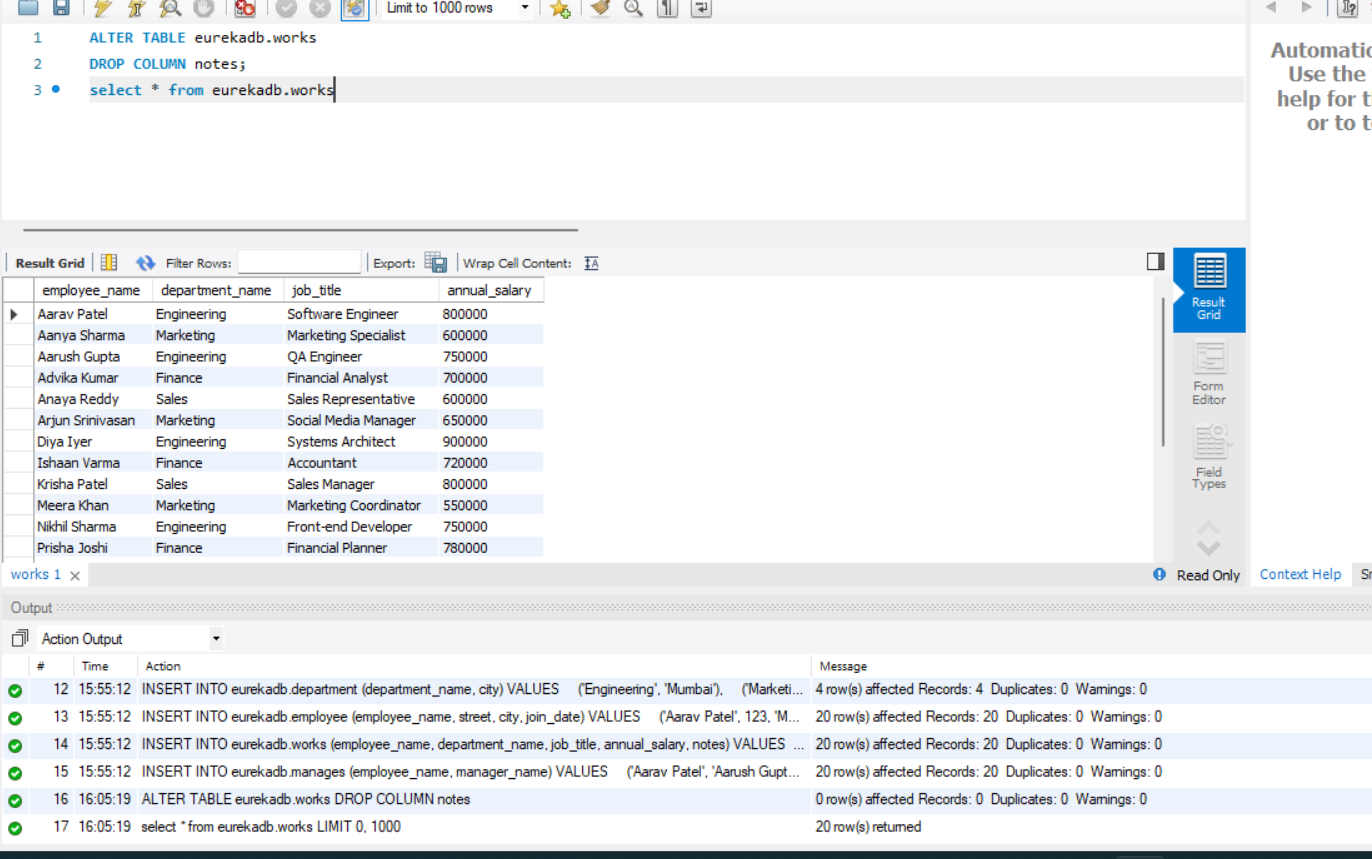 Limit to 1000 rows
1 ALTER TABLE eurekadb.works
2 DROP COLUMN notes;
3 select * from eurekadb.works
Automatic
Use the
help for t
or to t
Result Grid Filter Rows: Export: Wrap Cell Content:
employee_name department_name job_title annual_salary
Aarav Patel Engineering Software Engineer 800000
Aanya Sharma Marketing Marketing Specialist 600000
Aarush Gupta Engineering QA Engineer 750000
Advika Kumar Finance Financial Analyst 700000
Anaya Reddy Sales Sales Representative 600000
Arjun Srinivasan Marketing Social Media Manager 650000
Diya Iyer Engineering Systems Architect 900000
Ishaan Varma Finance Accountant 720000
Krisha Patel Sales Sales Manager 800000
Meera Khan Marketing Marketing Coordinator 550000
Nikhil Sharma Engineering Front-end Developer 750000
Prisha Joshi Finance Financial Planner 780000
Result
Grid
Form
Editor
Field
Types
works 1 Read Only Context Help
Output
Action Output
# Time Action Message
12 15:55:12 INSERT INTO eurekadb.department (department_name, city) VALUES ('Engineering', 'Mumbai'), ('Marketi... 4 row(s) affected Records: 4 Duplicates: 0 Warnings: 0
13 15:55:12 INSERT INTO eurekadb.employee (employee_name, street, city, join_date) VALUES ('Aarav Patel', 123, 'M... 20 row(s) affected Records: 20 Duplicates: 0 Warnings: 0
14 15:55:12 INSERT INTO eurekadb.works (employee_name, department_name, job_title, annual_salary, notes) VALUES ... 20 row(s) affected Records: 20 Duplicates: 0 Warnings: 0
15 15:55:12 INSERT INTO eurekadb.manages (employee_name, manager_name) VALUES ('Aarav Patel', 'Aarush Gupt... 20 row(s) affected Records: 20 Duplicates: 0 Warnings: 0
16 16:05:19 ALTER TABLE eurekadb.works DROP COLUMN notes 0 row(s) affected Records: 0 Duplicates: 0 Warnings: 0
17 16:05:19 select * from eurekadb.works LIMIT 0, 1000 20 row(s) returned